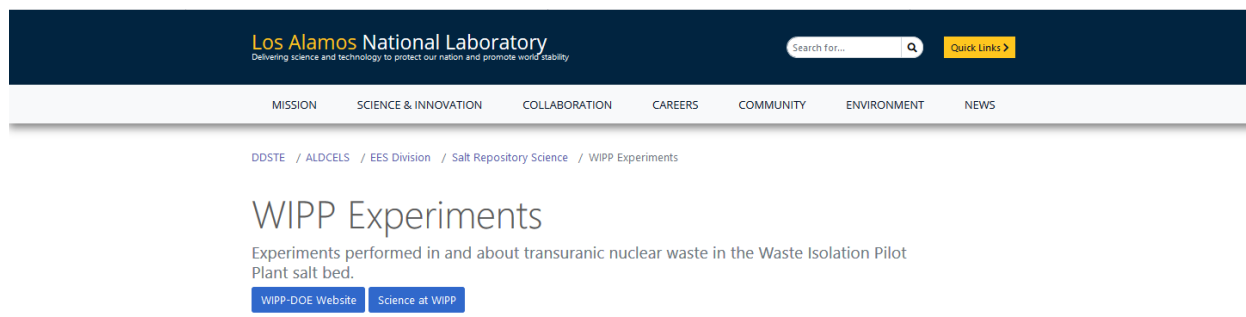 Los Alamos National Laboratory
Delivering science and technology to protect our nation and promote world stability
Search for...
Quick Links
MISSION SCIENCE & INNOVATION COLLABORATION CAREERS COMMUNITY ENVIRONMENT NEWS
DDSTE / ALDCELS / EES Division / Salt Repository Science / WIPP Experiments
WIPP Experiments
Experiments performed in and about transuranic nuclear waste in the Waste Isolation Pilot
Plant salt bed.
WIPP-DOE Website Science at WIPP